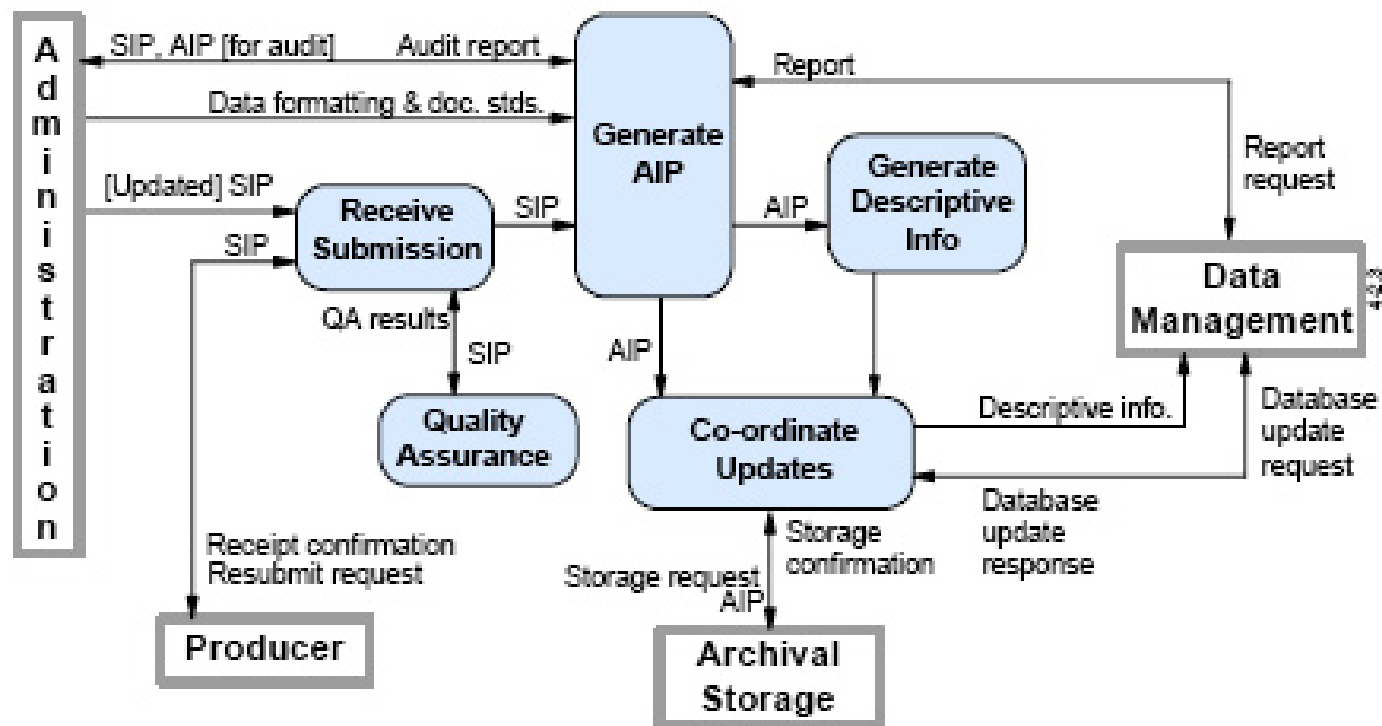 Administration
SIP, AIP [for audit]
Audit report
Data formatting & doc. stds.
[Updated] SIP
SIP
Receive
Submission
SIP
QA results
SIP
Quality
Assurance
Receipt confirmation
Resubmit request
Producer
Generate
AIP
Report
Report
request
AIP
Generate
Descriptive
Info
AIP
Co-ordinate
Updates
Descriptive info.
Database
update
request
Database
update
response
Data
Management
Storage
confirmation
Storage request
AIP
Archival
Storage